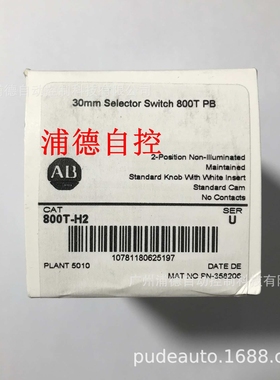 30mm Selector Switch 800T PB
浦德自控
2-Position Non-Illuminated
Maintained
Standard Knob With White Insert
Standard Cam
No Contacts
AB
CAT
SER
800T-H2
U
10781180625197
PLANT 5010
DATE DE
MAT NO PN-358206
pudeauto.1688.com